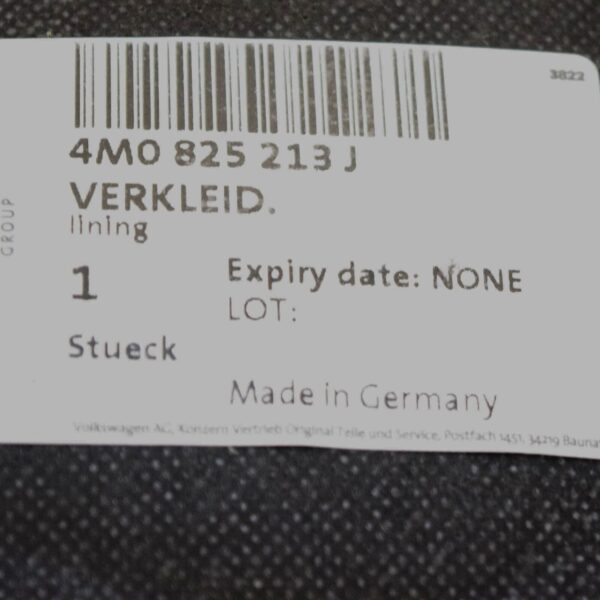 3822
4M0 825 213 J
VERKLEID.
lining
1
Expiry date: NONE
LOT:
Stueck
Made in Germany
Volkswagen AG, Konzern Vertrieb Original Teile und Service, Postfach 1451, 34219 Bauna
GROUP